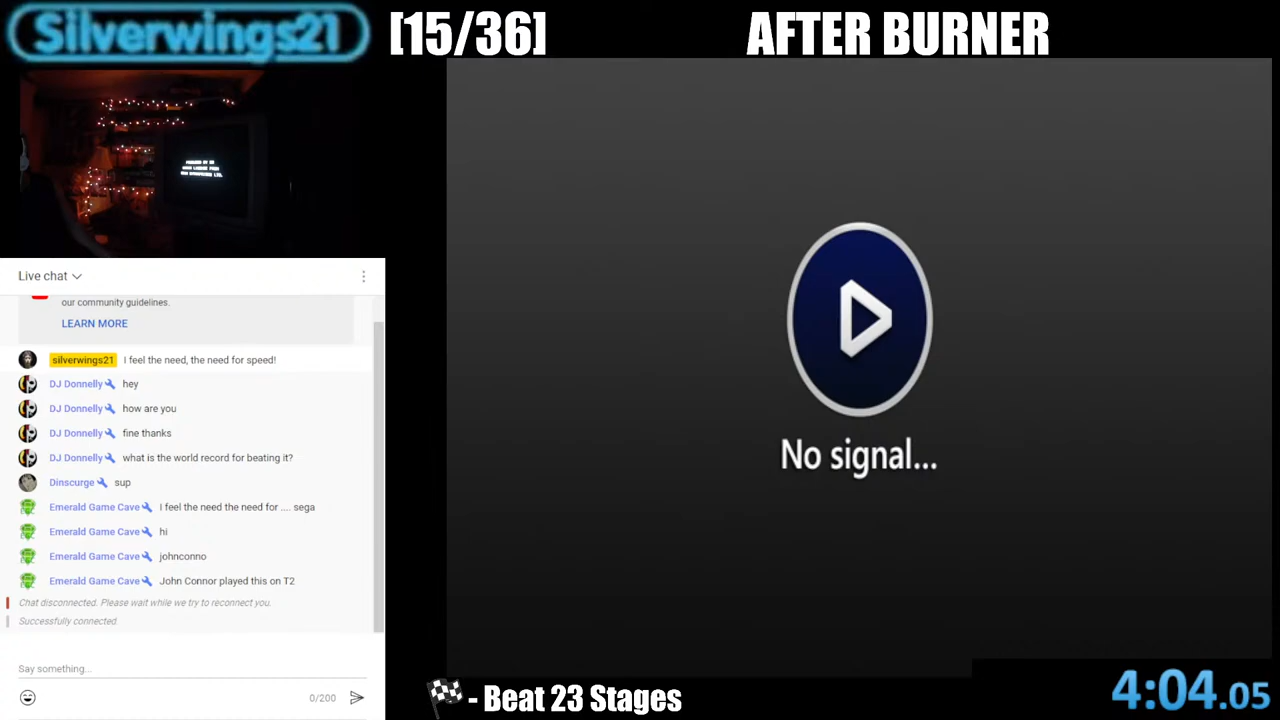 Silverwings21
[15/36]
AFTER BURNER
Live chat
our community guidelines.
LEARN MORE
silverwings21 I feel the need, the need for speed!
DJ Donnelly hey
DJ Donnelly how are you
DJ Donnelly fine thanks
DJ Donnelly what is the world record for beating it?
Dinscurge sup
Emerald Game Cave I feel the need the need for .... sega
Emerald Game Cave hi
Emerald Game Cave johnconno
Emerald Game Cave John Connor played this on T2
Chat disconnected. Please wait while we try to reconnect you.
Successfully connected.
Say something...
0/200
No signal...
- Beat 23 Stages
4:04.05